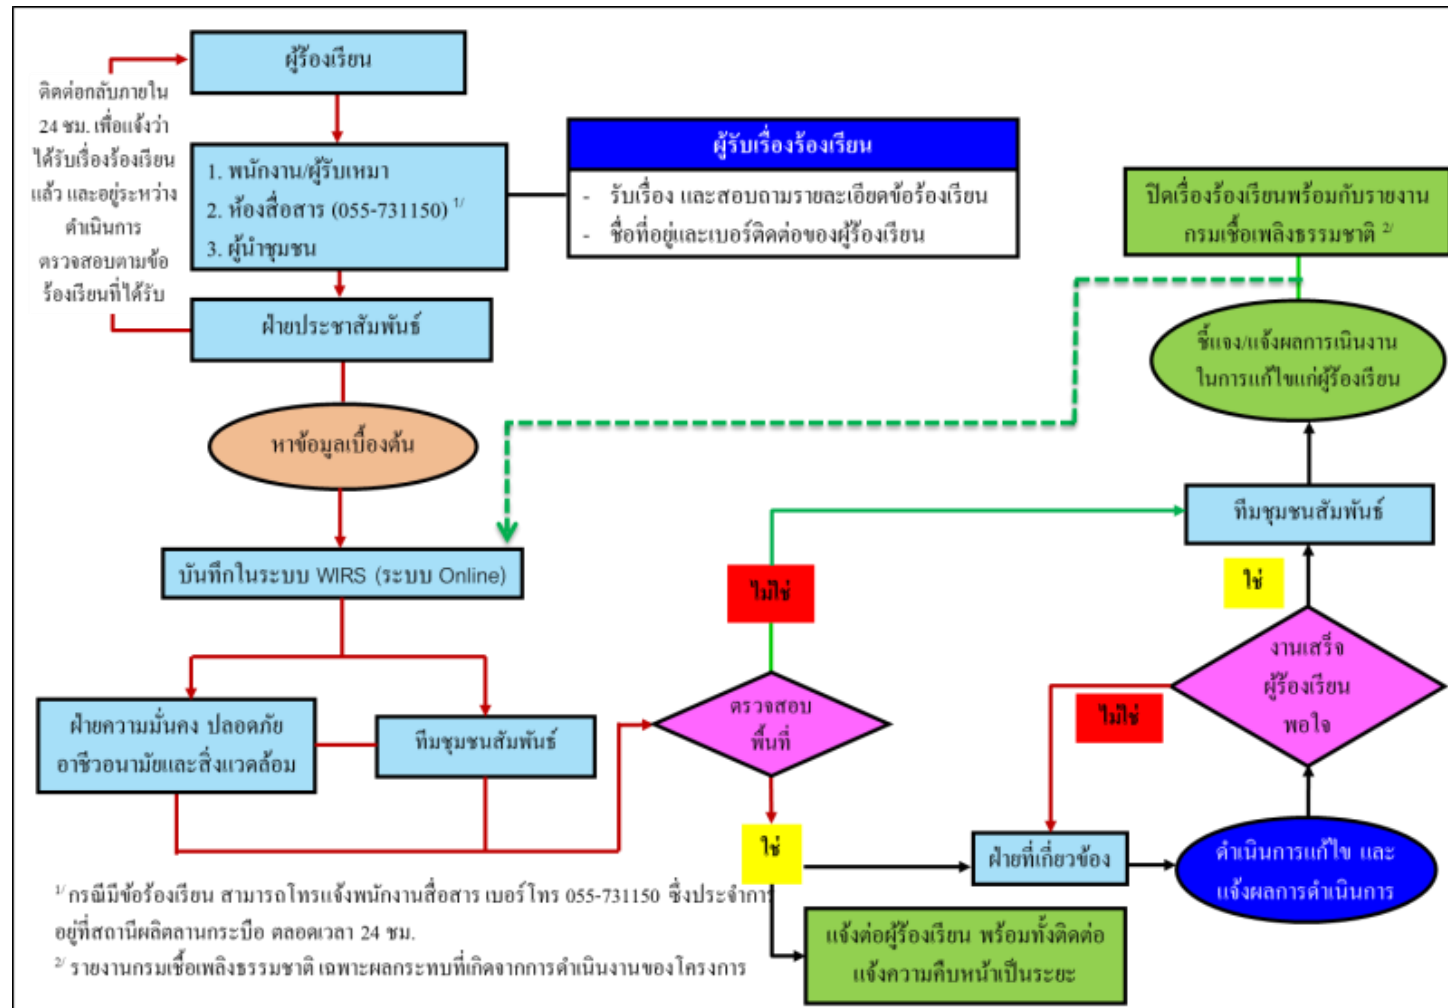 ผู้ร้องเรียน
ติดต่อกลับภายใน
24 ชม. เพื่อแจ้งว่า
ได้รับเรื่องร้องเรียน
แล้ว และอยู่ระหว่าง
ดำเนินการ
ตรวจสอบตามข้อ
ร้องเรียนที่ได้รับ
1. พนักงาน/ผู้รับเหมา
2. ห้องสื่อสาร (055-731150) 1/
3. ผู้นำชุมชน
ผู้รับเรื่องร้องเรียน
- รับเรื่อง และสอบถามรายละเอียดข้อร้องเรียน
- ชื่อที่อยู่และเบอร์ติดต่อของผู้ร้องเรียน
ปิดเรื่องร้องเรียนพร้อมกับรายงาน
กรมเชื้อเพลิงธรรมชาติ 2/
ฝ่ายประชาสัมพันธ์
ชี้แจง/แจ้งผลการเนินงาน
ในการแก้ไขแก่ผู้ร้องเรียน
หาข้อมูลเบื้องต้น
ทีมชุมชนสัมพันธ์
บันทึกในระบบ WIRS (ระบบ Online)
ไม่ใช่
ใช่
งานเสร็จ
ผู้ร้องเรียน
พอใจ
ฝ่ายความมั่นคง ปลอดภัย
อาชีวอนามัยและสิ่งแวดล้อม
ทีมชุมชนสัมพันธ์
ตรวจสอบ
พื้นที่
ไม่ใช่
ใช่
ฝ่ายที่เกี่ยวข้อง
ดำเนินการแก้ไข และ
แจ้งผลการดำเนินการ
แจ้งต่อผู้ร้องเรียน พร้อมทั้งติดต่อ
แจ้งความคืบหน้าเป็นระยะ
1/ กรณีมีข้อร้องเรียน สามารถโทรแจ้งพนักงานสื่อสาร เบอร์โทร 055-731150 ซึ่งประจำการ
อยู่ที่สถานีผลิตลานกระบือ ตลอดเวลา 24 ชม.
2/ รายงานกรมเชื้อเพลิงธรรมชาติ เฉพาะผลกระทบที่เกิดจากการดำเนินงานของโครงการ